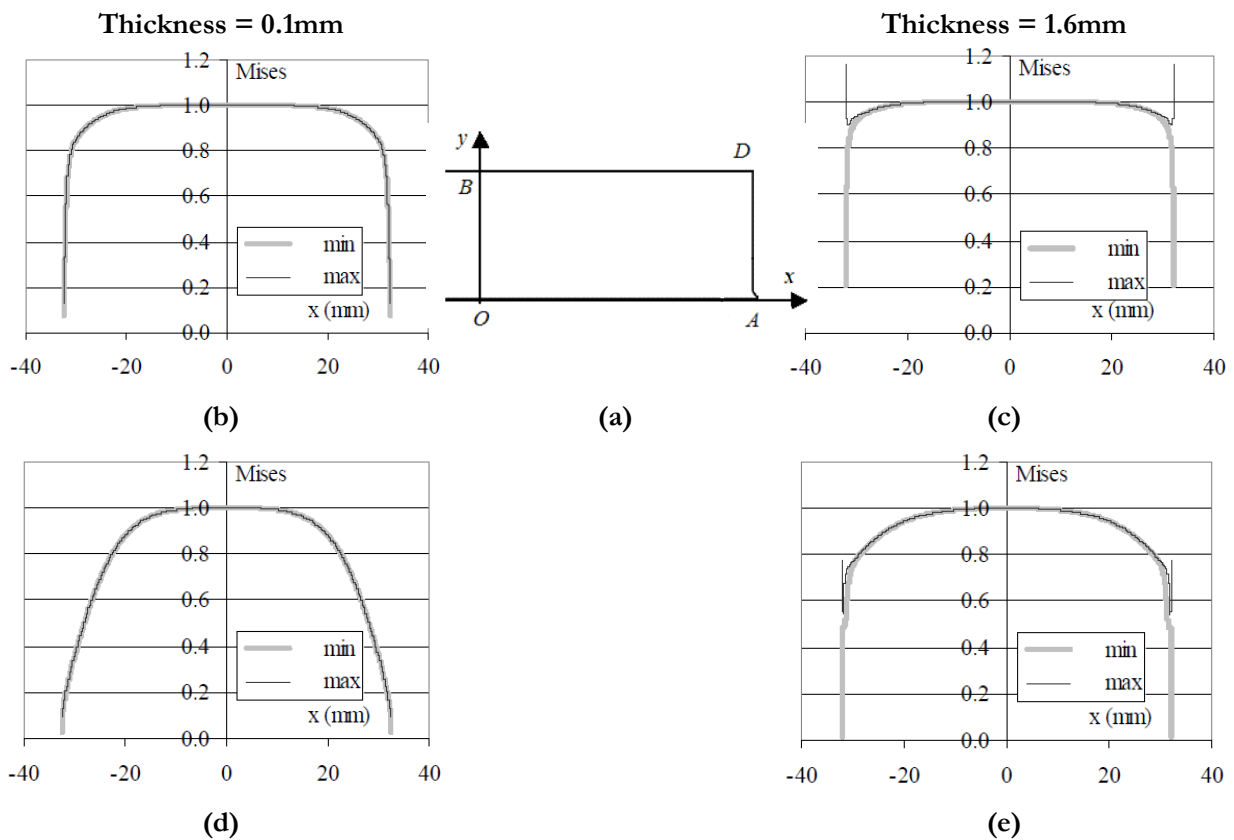 Thickness = 0.1mm
Thickness = 1.6mm
1.2
Mises
1.0
0.8
0.6
0.4
0.2
0.0
min
max
x (mm)
-40 -20 0 20 40
(b)
y
B
D
x
O
A
(a)
1.2
Mises
1.0
0.8
0.6
0.4
0.2
0.0
min
max
x (mm)
-40 -20 0 20 40
(c)
1.2
Mises
1.0
0.8
0.6
0.4
0.2
0.0
min
max
x (mm)
-40 -20 0 20 40
(d)
1.2
Mises
1.0
0.8
0.6
0.4
0.2
0.0
min
max
x (mm)
-40 -20 0 20 40
(e)